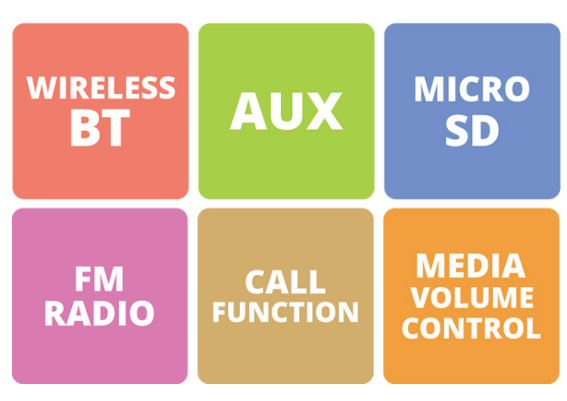 WIRELESS
BT
AUX
MICRO
SD
FM
RADIO
CALL
FUNCTION
MEDIA
VOLUME
CONTROL